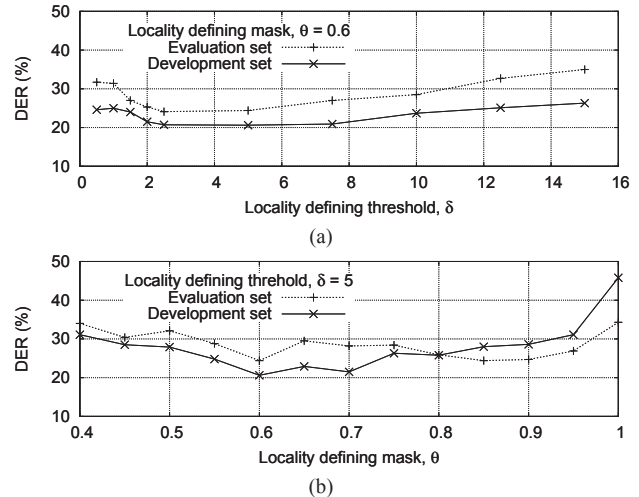 50
40
30
20
10
DER (%)
Locality defining mask, θ = 0.6
Evaluation set
Development set
0 2 4 6 8 10 12 14 16
Locality defining threshold, δ
(a)
50
40
30
20
10
DER (%)
Locality defining threhold, δ = 5
Evaluation set
Development set
0.4 0.5 0.6 0.7 0.8 0.9 1
Locality defining mask, θ
(b)